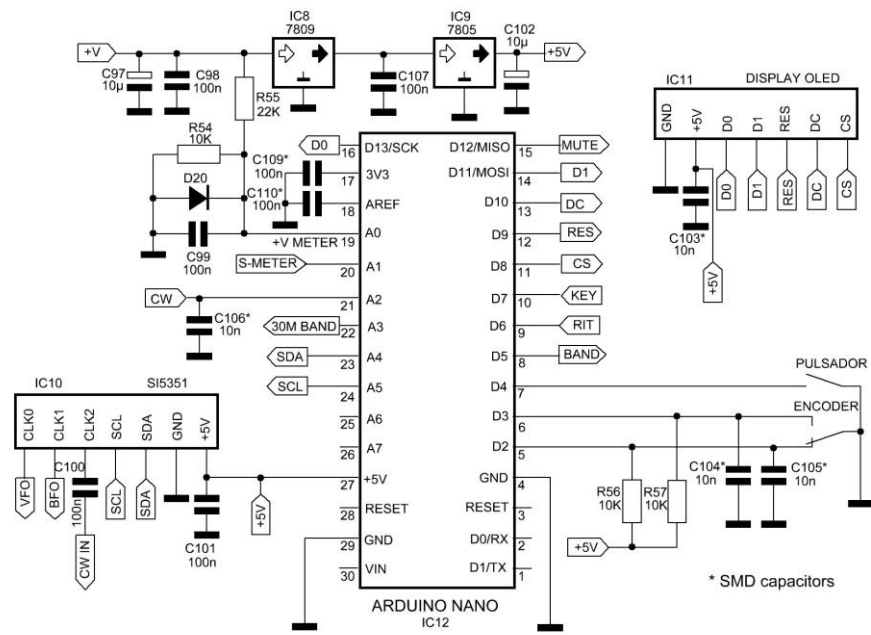 IC8
7809
IC9
7805
C102
10µ
+V
+5V
C97
10µ
C98
100n
C107
100n
R55
22K
IC11
DISPLAY OLED
GND
+5V
D0
D1
RES
DC
CS
C103*
10n
D0
D1
RES
DC
CS
+5V
R54
10K
D20
C99
100n
C109*
100n
C110*
100n
D0
16
D13/SCK
17
3V3
18
AREF
+V METER
19
A0
S-METER
20
A1
CW
21
A2
C106*
10n
30M BAND
22
A3
SDA
23
A4
SCL
24
A5
25
A6
26
A7
27
+5V
28
RESET
29
GND
30
VIN
D12/MISO
15
MUTE
D11/MOSI
14
D1
D10
13
DC
D9
12
RES
D8
11
CS
D7
10
KEY
D6
9
RIT
D5
8
BAND
D4
7
D3
6
D2
5
GND
4
RESET
3
D0/RX
2
D1/TX
1
PULSADOR
ENCODER
IC10
SI5351
CLK0
CLK1
CLK2
SCL
SDA
GND
+5V
VFO
BFO
C100
100n
CW IN
SCL
SDA
C101
100n
+5V
R56
10K
R57
10K
C104*
10n
C105*
10n
+5V
* SMD capacitors
ARDUINO NANO
IC12